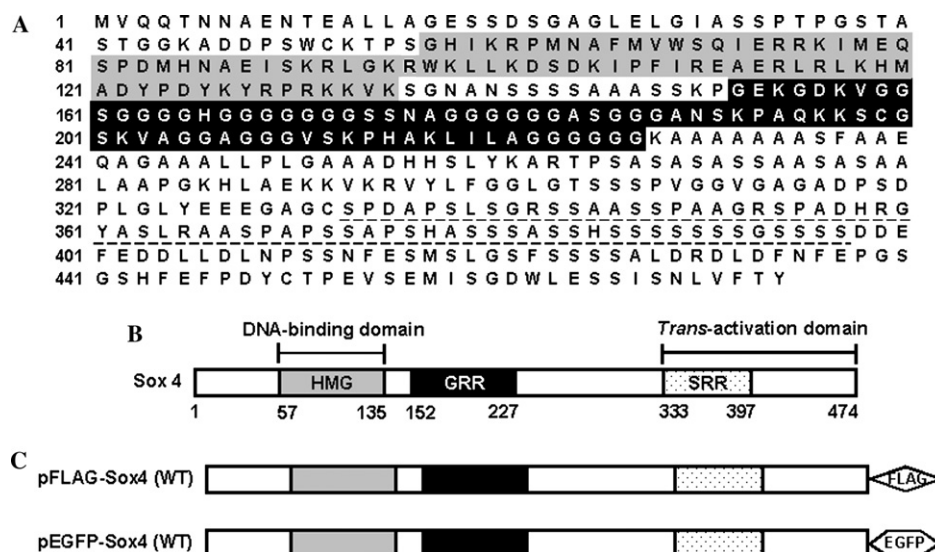 A
1 M V Q Q T N N A E N T E A L L A G E S S D S G A G L E L G I A S S P T P G S T A
41 S T G G K A D D P S W C K T P S G H I K R P M N A F M V W S Q I E R R K I M E Q
81 S P D M H N A E I S K R L G K R W K L L K D S D K I P F I R E A E R L R L K H M
121 A D Y P D Y K Y R P R K K V K S G N A N S S S S A A A S S K P G E K G D K V G G
161 S G G G G H G G G G G G G S S N A G G G G G G A S G G G A N S K P A Q K K S C G
201 S K V A G G A G G G V S K P H A K L I L A G G G G G G K A A A A A A A S F A A E
241 Q A G A A A L L P L G A A A D H H S L Y K A R T P S A S A S A S S A A S A S A A
281 L A A P G K H L A E K K V K R V Y L F G G L G T S S S P V G G V G A G A D P S D
321 P L G L Y E E E G A G C S P D A P S L S G R S S A A S S P A A G R S P A D H R G
361 Y A S L R A A S P A P S S A P S H A S S S A S S H S S S S S S S G S S S S D D E
401 F E D D L L D L N P S S N F E S M S L G S F S S S S A L D R D L D F N F E P G S
441 G S H F E F P D Y C T P E V S E M I S G D W L E S S I S N L V F T Y
B
DNA-binding domain Trans-activation domain
Sox 4 HMG GRR SRR
1 57 135 152 227 333 397 474
C
pFLAG-Sox4 (WT) FLAG
pEGFP-Sox4 (WT) EGFP